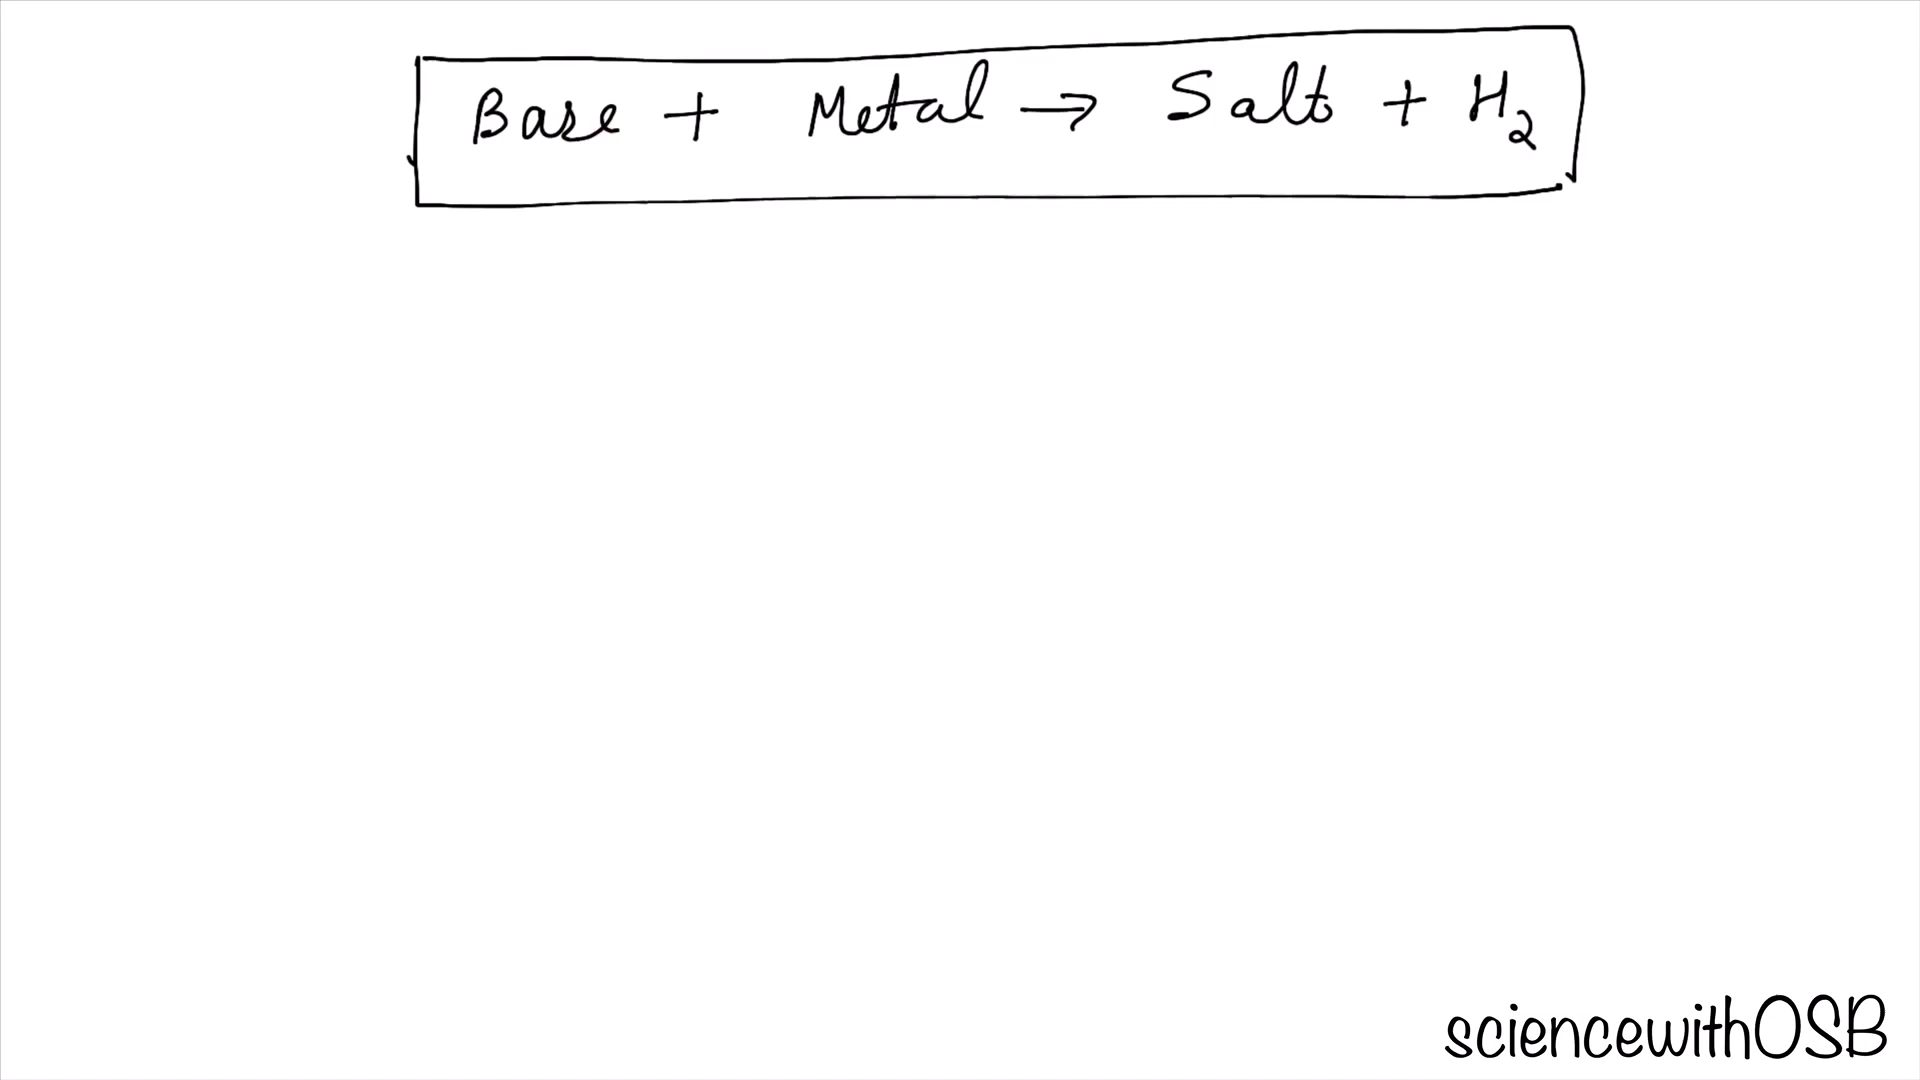 Base + Metal → Salt + H₂
sciencewithOSB